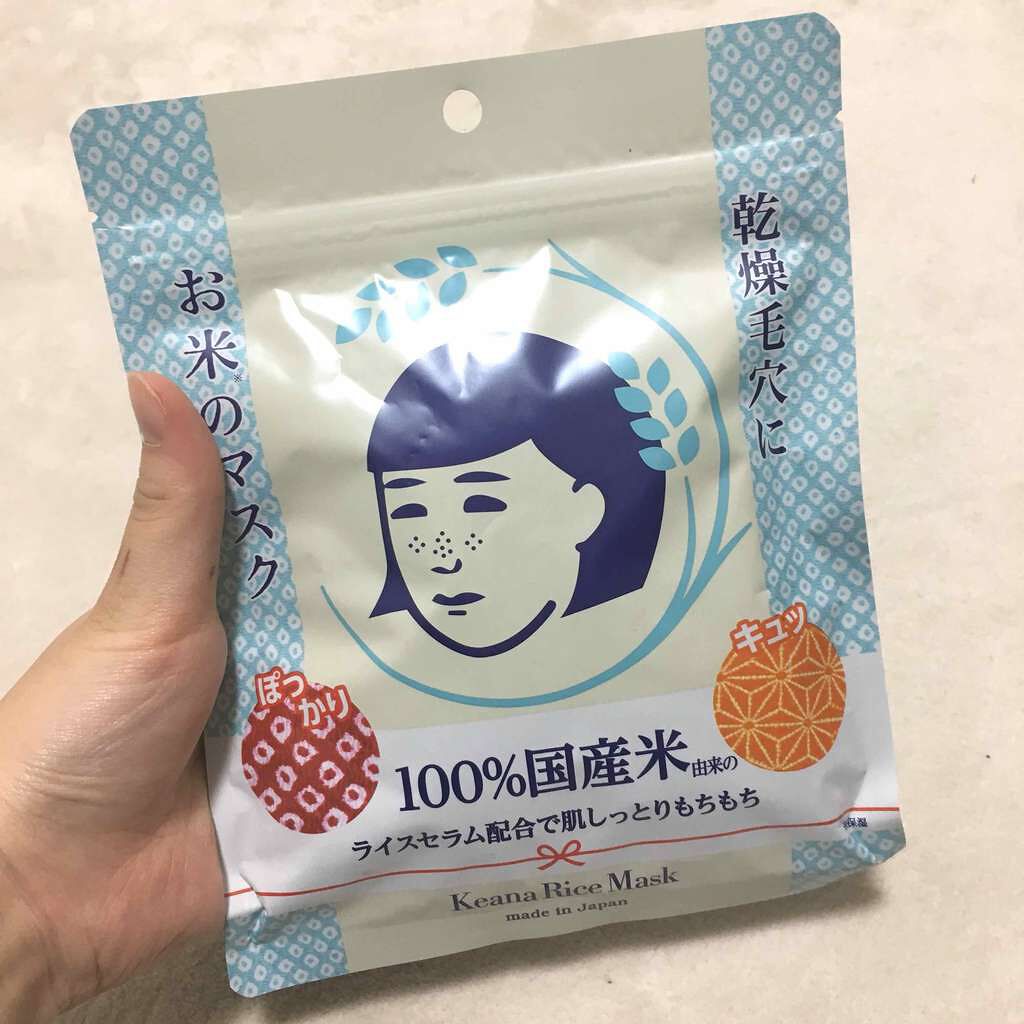 乾燥毛穴に
お米※のマスク
ぽっかり
キュッ
100%国産米由来の
ライスセラム配合で肌しっとりもちもち
※保湿
Keana Rice Mask
made in Japan